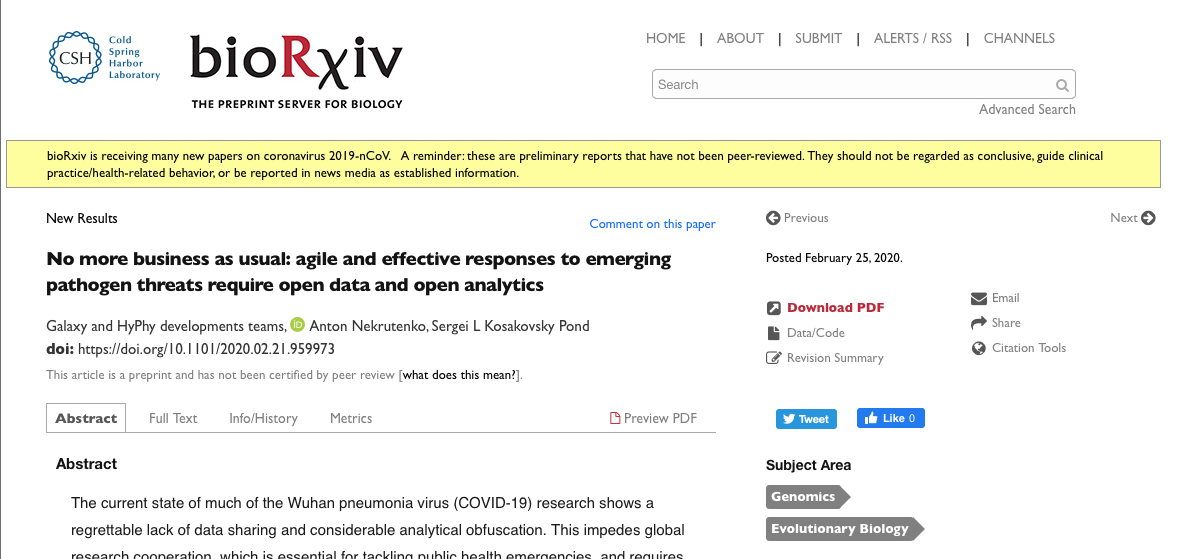 CSH
Cold
Spring
Harbor
Laboratory
bioRxiv
THE PREPRINT SERVER FOR BIOLOGY
HOME | ABOUT | SUBMIT | ALERTS / RSS | CHANNELS
Search
Advanced Search
bioRxiv is receiving many new papers on coronavirus 2019-nCoV. A reminder: these are preliminary reports that have not been peer-reviewed. They should not be regarded as conclusive, guide clinical
practice/health-related behavior, or be reported in news media as established information.
New Results
Comment on this paper
No more business as usual: agile and effective responses to emerging
pathogen threats require open data and open analytics
Galaxy and HyPhy developments teams, iD Anton Nekrutenko, Sergei L Kosakovsky Pond
doi: https://doi.org/10.1101/2020.02.21.959973
This article is a preprint and has not been certified by peer review [what does this mean?].
Abstract Full Text Info/History Metrics Preview PDF
Abstract
The current state of much of the Wuhan pneumonia virus (COVID-19) research shows a
regrettable lack of data sharing and considerable analytical obfuscation. This impedes global
research cooperation, which is essential for tackling public health emergencies, and requires
Previous Next
Posted February 25, 2020.
Download PDF
Data/Code
Revision Summary
Email
Share
Citation Tools
Tweet
Like 0
Subject Area
Genomics
Evolutionary Biology